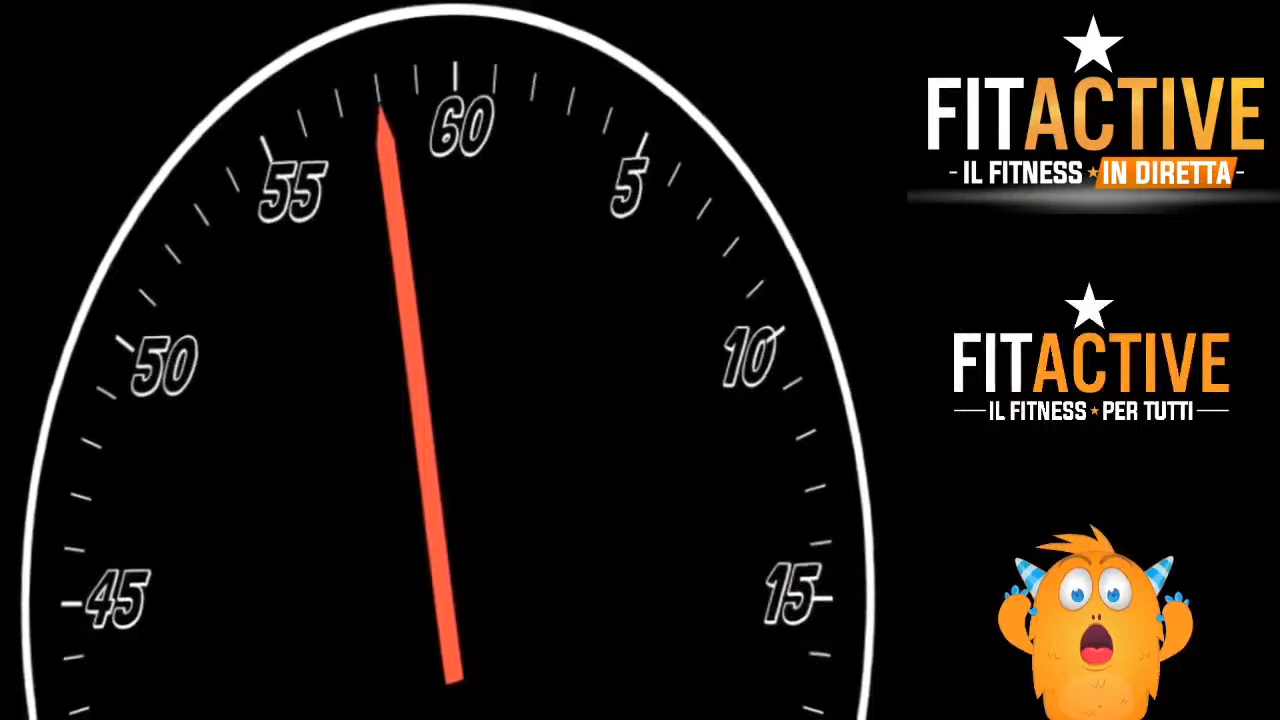 60
55
5
50
10
45
15
FITACTIVE
- IL FITNESS ★ IN DIRETTA -
FITACTIVE
IL FITNESS ★ PER TUTTI